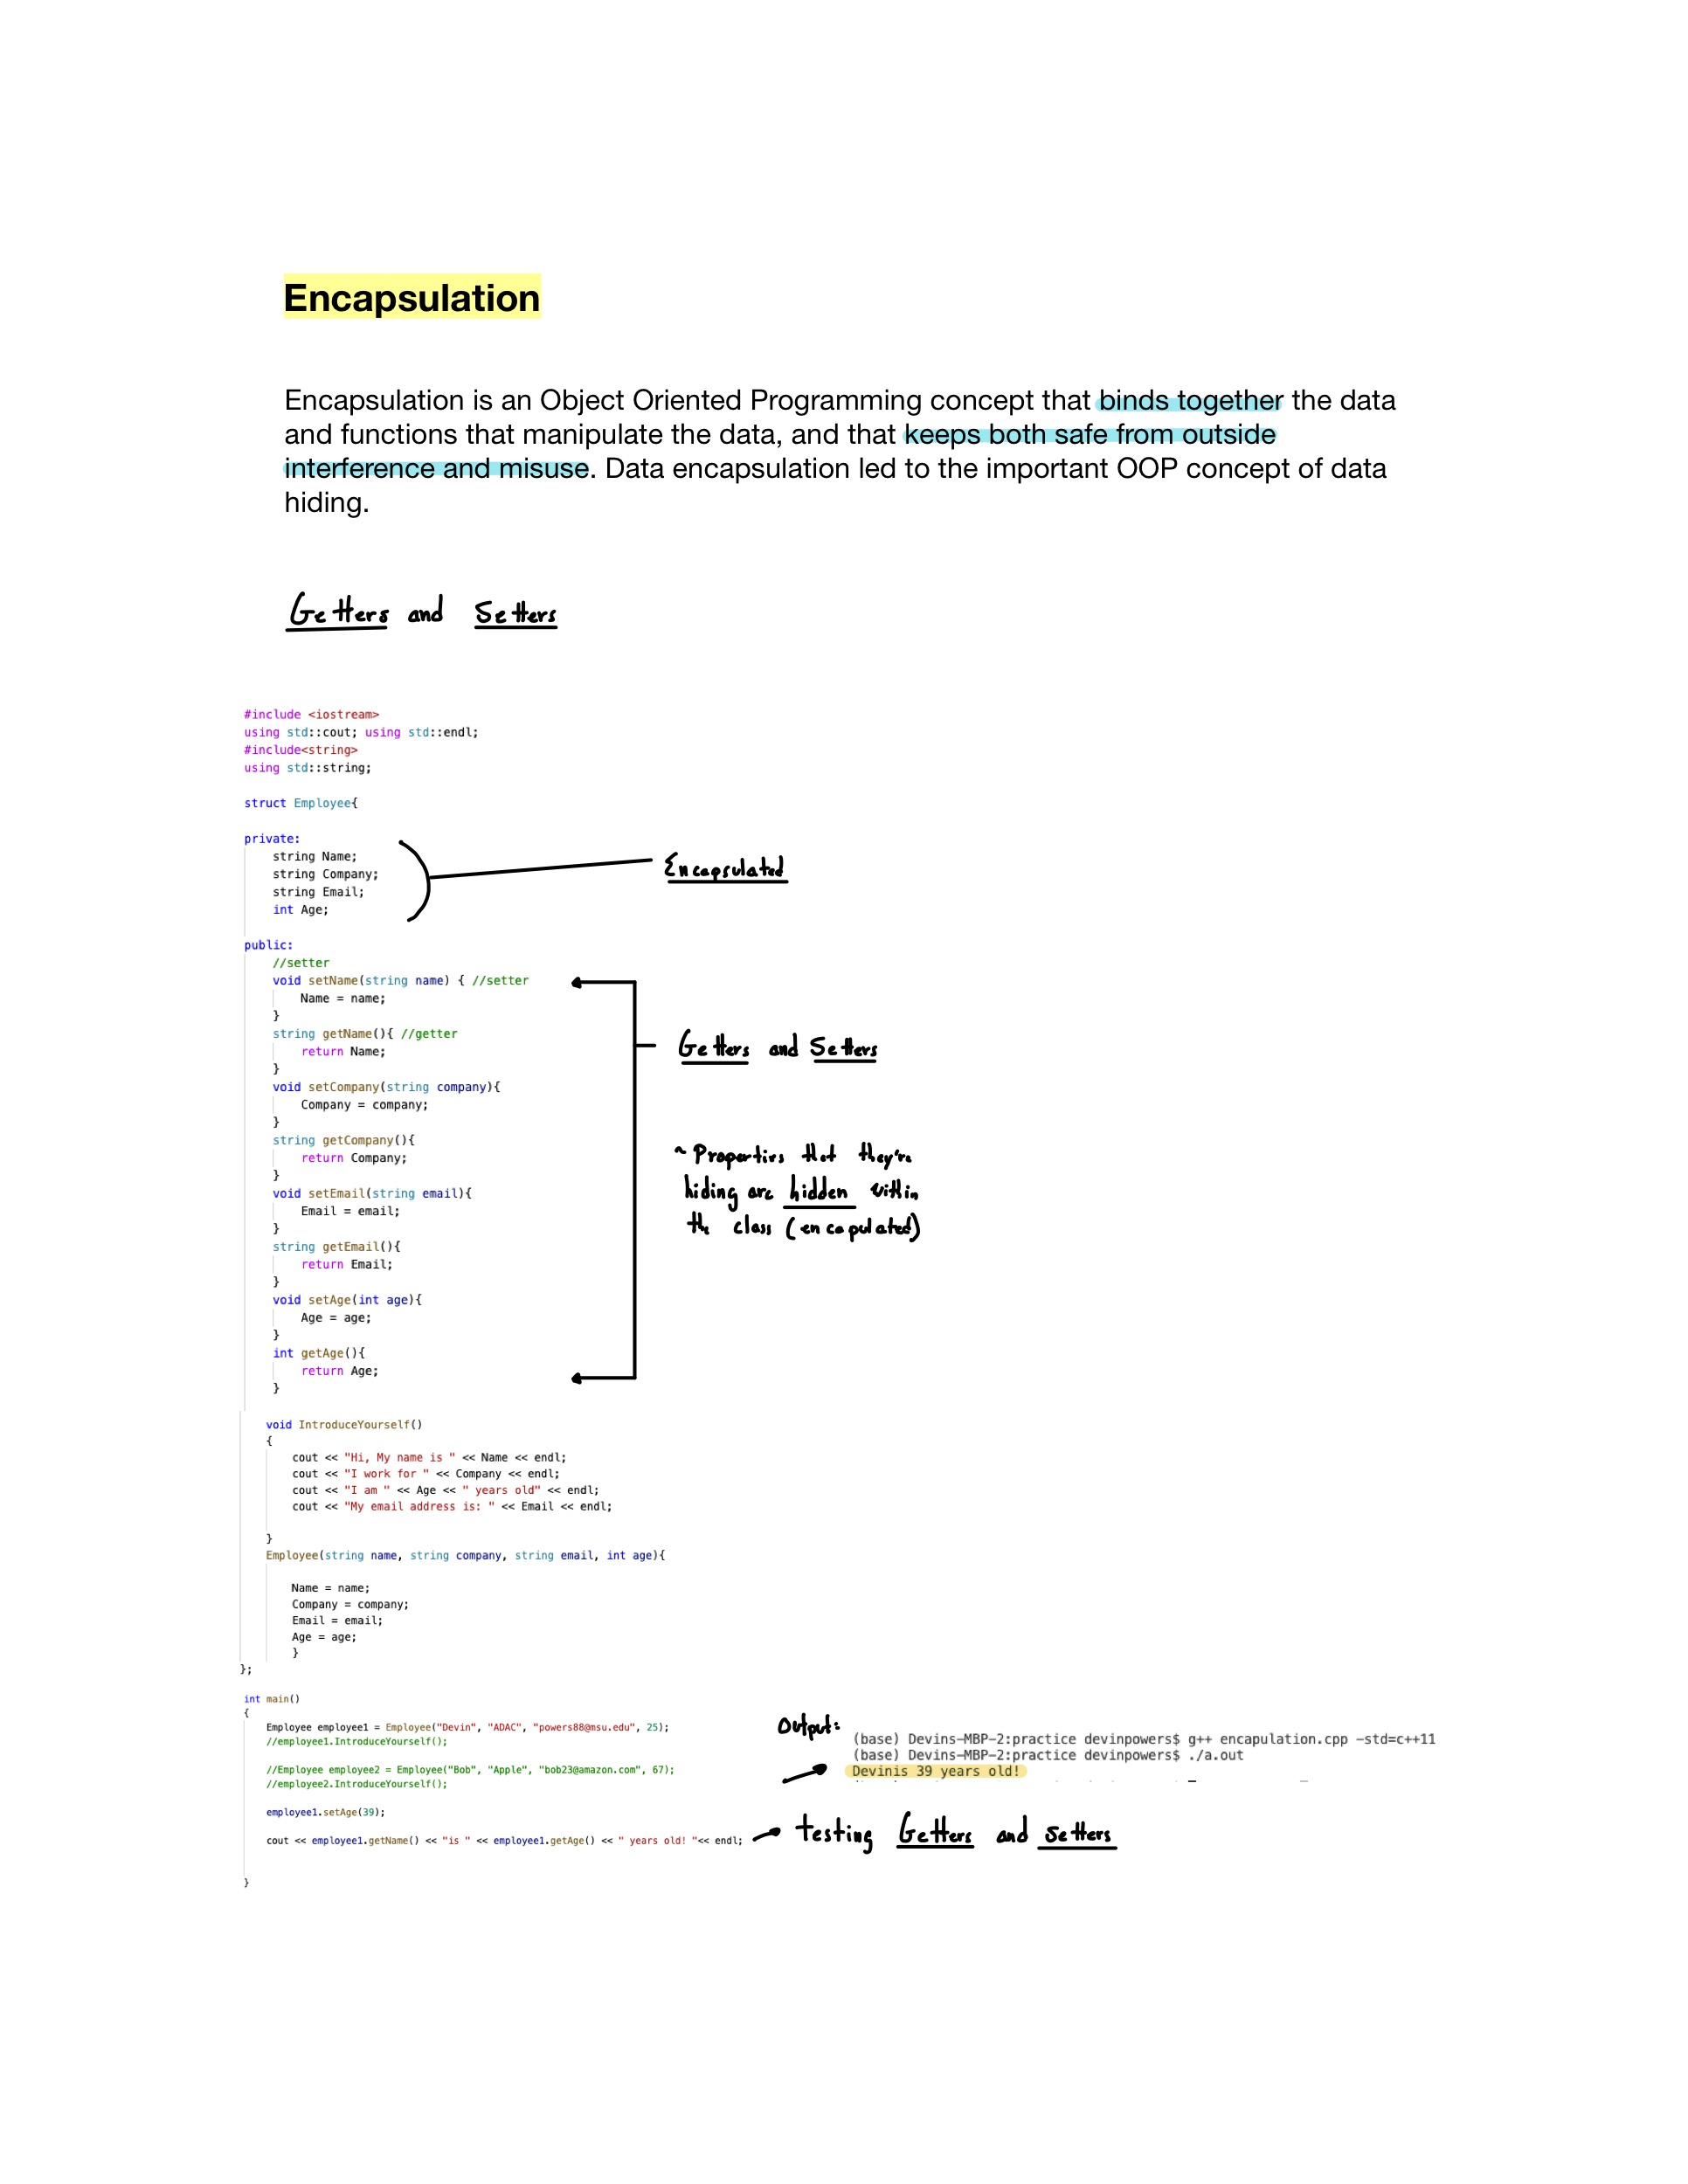 Encapsulation
Encapsulation is an Object Oriented Programming concept that binds together the data
and functions that manipulate the data, and that keeps both safe from outside
interference and misuse. Data encapsulation led to the important OOP concept of data
hiding.
Getters and Setters
#include <iostream>
using std::cout; using std::endl;
#include<string>
using std::string;
struct Employee{
private:
string Name;
string Company;
string Email;
int Age;
Encapsulated
public:
//setter
void setName(string name) { //setter
Name = name;
}
string getName(){ //getter
return Name;
}
void setCompany(string company){
Company = company;
}
string getCompany(){
return Company;
}
void setEmail(string email){
Email = email;
}
string getEmail(){
return Email;
}
void setAge(int age){
Age = age;
}
int getAge(){
return Age;
}
Getters and Setters
~ Properties that they're
hiding are hidden within
the class (encapulated)
void IntroduceYourself()
{
cout << "Hi, My name is " << Name << endl;
cout << "I work for " << Company << endl;
cout << "I am " << Age << " years old" << endl;
cout << "My email address is: " << Email << endl;
}
Employee(string name, string company, string email, int age){
Name = name;
Company = company;
Email = email;
Age = age;
}
};
int main()
{
Employee employee1 = Employee("Devin", "ADAC", "powers88@msu.edu", 25);
//employee1.IntroduceYourself();
//Employee employee2 = Employee("Bob", "Apple", "bob23@amazon.com", 67);
//employee2.IntroduceYourself();
employee1.setAge(39);
cout << employee1.getName() << "is " << employee1.getAge() << " years old! "<< endl;
}
Output:
(base) Devins-MBP-2:practice devinpowers$ g++ encapulation.cpp -std=c++11
(base) Devins-MBP-2:practice devinpowers$ ./a.out
Devinis 39 years old!
testing Getters and Setters